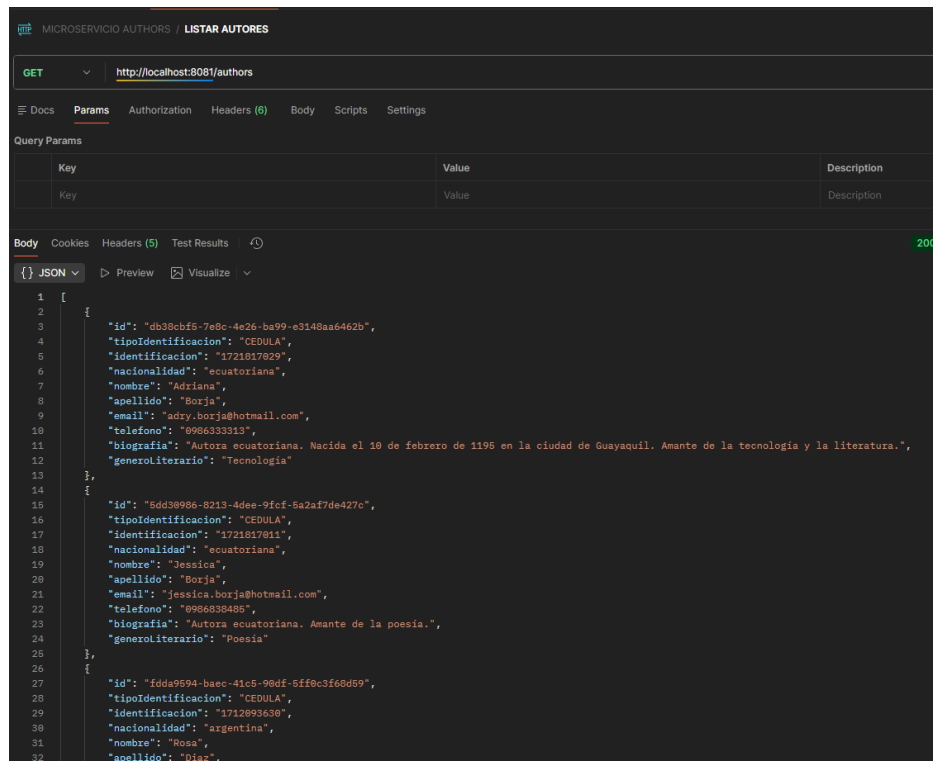 HTTP MICROSERVICIO AUTHORS / LISTAR AUTORES
GET http://localhost:8081/authors
Docs Params Authorization Headers (6) Body Scripts Settings
Query Params
Key Value Description
Key Value Description
Body Cookies Headers (5) Test Results 200
{} JSON Preview Visualize
1 [
2 {
3 "id": "db38cbf5-7e8c-4e26-ba99-e3148aa6462b",
4 "tipoIdentificacion": "CEDULA",
5 "identificacion": "1721817029",
6 "nacionalidad": "ecuatoriana",
7 "nombre": "Adriana",
8 "apellido": "Borja",
9 "email": "adry.borja@hotmail.com",
10 "telefono": "0986333313",
11 "biografia": "Autora ecuatoriana. Nacida el 10 de febrero de 1195 en la ciudad de Guayaquil. Amante de la tecnología y la literatura.",
12 "generoLiterario": "Tecnología"
13 },
14 {
15 "id": "5dd30986-8213-4dee-9fcf-5a2af7de427c",
16 "tipoIdentificacion": "CEDULA",
17 "identificacion": "1721817011",
18 "nacionalidad": "ecuatoriana",
19 "nombre": "Jessica",
20 "apellido": "Borja",
21 "email": "jessica.borja@hotmail.com",
22 "telefono": "0986838485",
23 "biografia": "Autora ecuatoriana. Amante de la poesía.",
24 "generoLiterario": "Poesía"
25 },
26 {
27 "id": "fdda9594-baec-41c5-90df-5ff0c3f68d59",
28 "tipoIdentificacion": "CEDULA",
29 "identificacion": "1712093630",
30 "nacionalidad": "argentina",
31 "nombre": "Rosa",
32 "apellido": "Diaz",